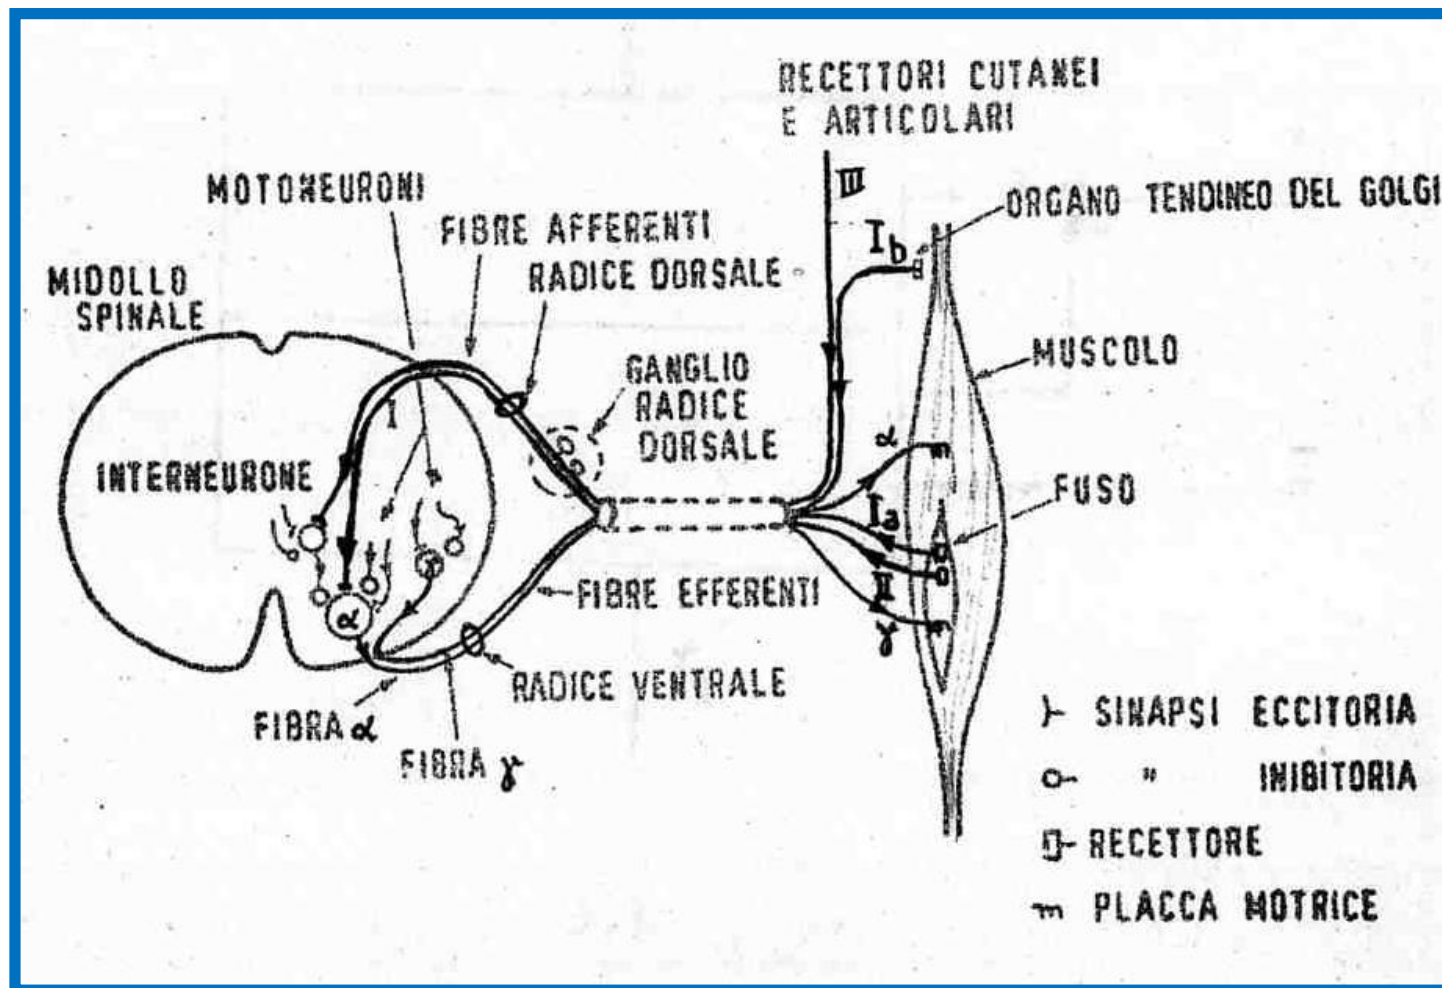 RECETTORI CUTANEI
E ARTICOLARI
III
ORGANO TENDINEO DEL GOLGI
Ib
MOTONEURONI
FIBRE AFFERENTI
RADICE DORSALE
MIDOLLO
SPINALE
MUSCOLO
GANGLIO
RADICE
DORSALE
I
α
INTERNEURONE
FUSO
Ia
II
γ
α
γ
FIBRE EFFERENTI
RADICE VENTRALE
FIBRA α
FIBRA γ
SINAPSI ECCITORIA
" INIBITORIA
RECETTORE
PLACCA MOTRICE